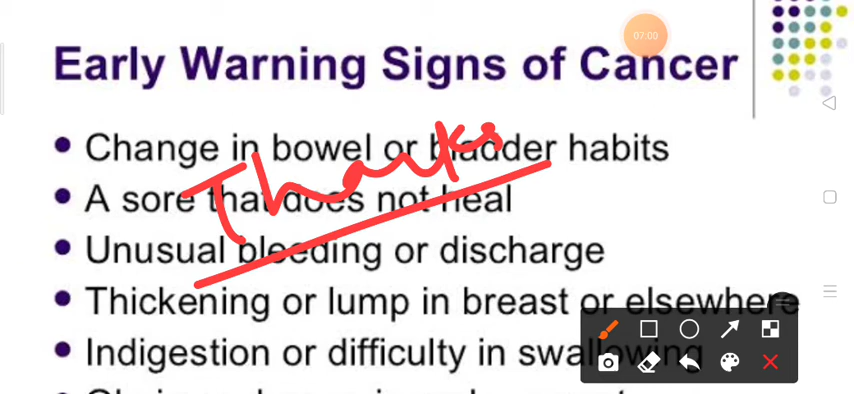 07:00
Early Warning Signs of Cancer
• Change in bowel or bladder habits
Thanks
• A sore that does not heal
• Unusual bleeding or discharge
• Thickening or lump in breast or elsewhere
• Indigestion or difficulty in swallowing